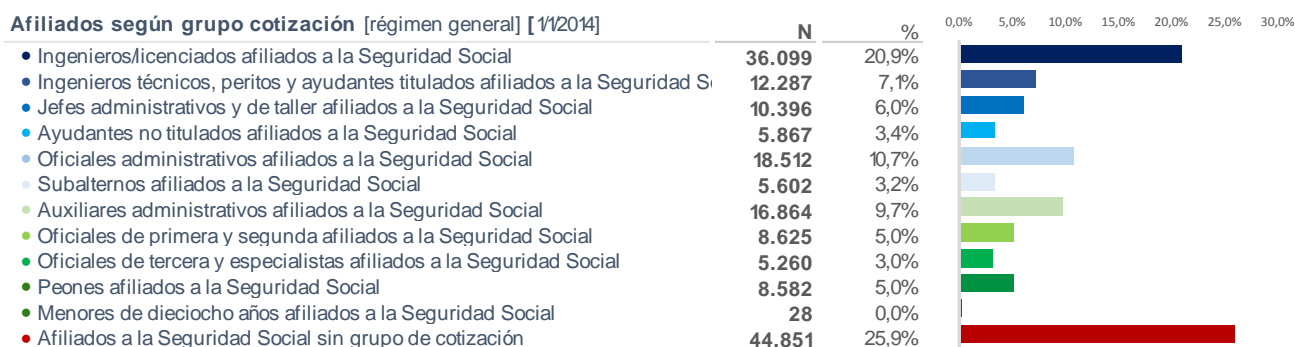 Afiliados según grupo cotización [régimen general] [ 1/1/2014] N % 0,0% 5,0% 10,0% 15,0% 20,0% 25,0% 30,0%
• Ingenieros/licenciados afiliados a la Seguridad Social 36.099 20,9%
• Ingenieros técnicos, peritos y ayudantes titulados afiliados a la Seguridad S 12.287 7,1%
• Jefes administrativos y de taller afiliados a la Seguridad Social 10.396 6,0%
• Ayudantes no titulados afiliados a la Seguridad Social 5.867 3,4%
• Oficiales administrativos afiliados a la Seguridad Social 18.512 10,7%
• Subalternos afiliados a la Seguridad Social 5.602 3,2%
• Auxiliares administrativos afiliados a la Seguridad Social 16.864 9,7%
• Oficiales de primera y segunda afiliados a la Seguridad Social 8.625 5,0%
• Oficiales de tercera y especialistas afiliados a la Seguridad Social 5.260 3,0%
• Peones afiliados a la Seguridad Social 8.582 5,0%
• Menores de dieciocho años afiliados a la Seguridad Social 28 0,0%
• Afiliados a la Seguridad Social sin grupo de cotización 44.851 25,9%